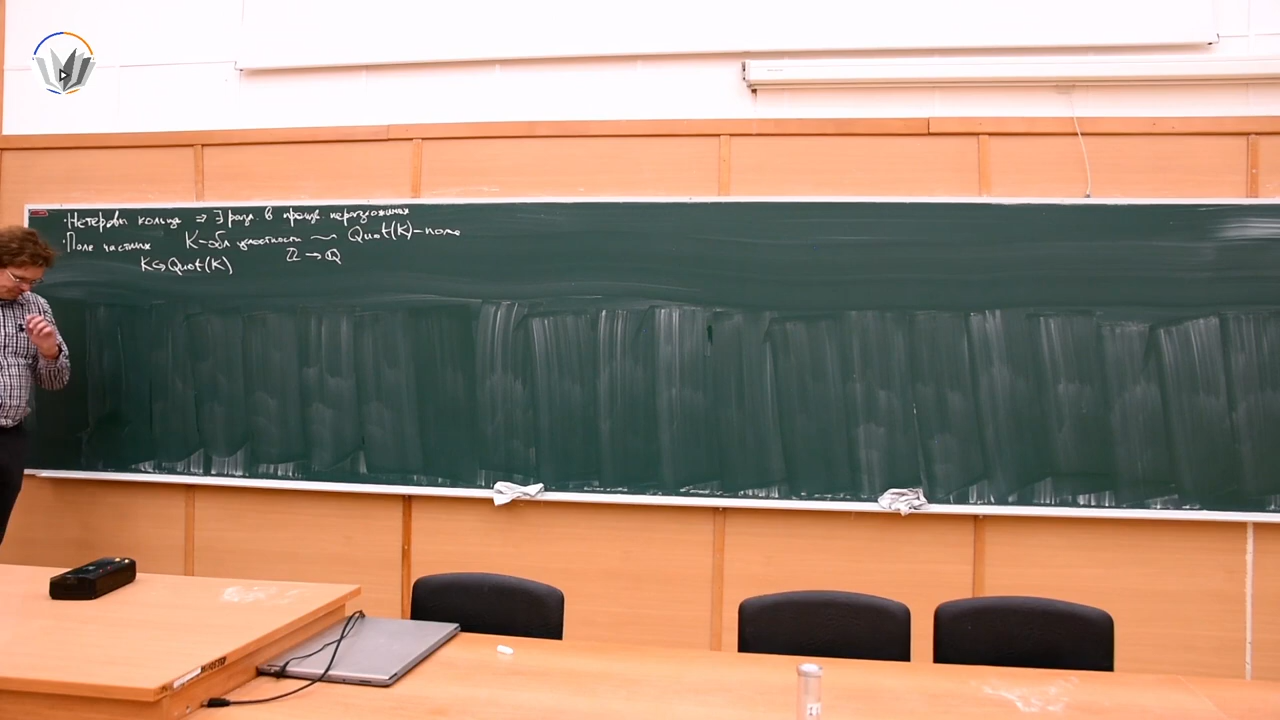 · Нетеровы кольца ⇒ ∃ разл. в произв. неразложимых
· Поле частных K-обл целостности ⟿ Quot(K)-поле
K↪Quot(K) ℤ → ℚ